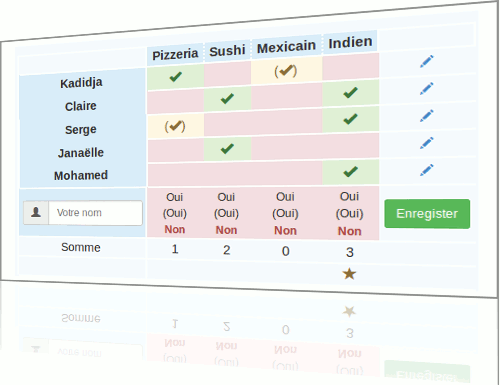 Pizzeria Sushi Mexicain Indien
Kadidja ✔ (✔)
Claire ✔ ✔
Serge (✔) ✔
Janaëlle ✔
Mohamed ✔
Oui Oui Oui Oui
Votre nom (Oui) (Oui) (Oui) (Oui) Enregistrer
Non Non Non Non
Somme 1 2 0 3
★